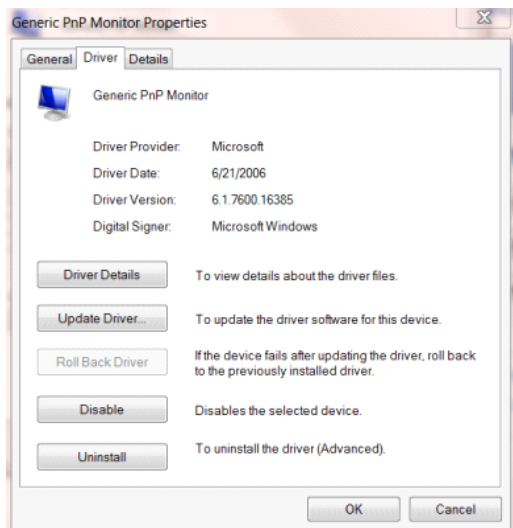 Generic PnP Monitor Properties
General Driver Details
Generic PnP Monitor
Driver Provider: Microsoft
Driver Date: 6/21/2006
Driver Version: 6.1.7600.16385
Digital Signer: Microsoft Windows
Driver Details To view details about the driver files.
Update Driver... To update the driver software for this device.
Roll Back Driver If the device fails after updating the driver, roll back
to the previously installed driver.
Disable Disables the selected device.
Uninstall To uninstall the driver (Advanced).
OK Cancel